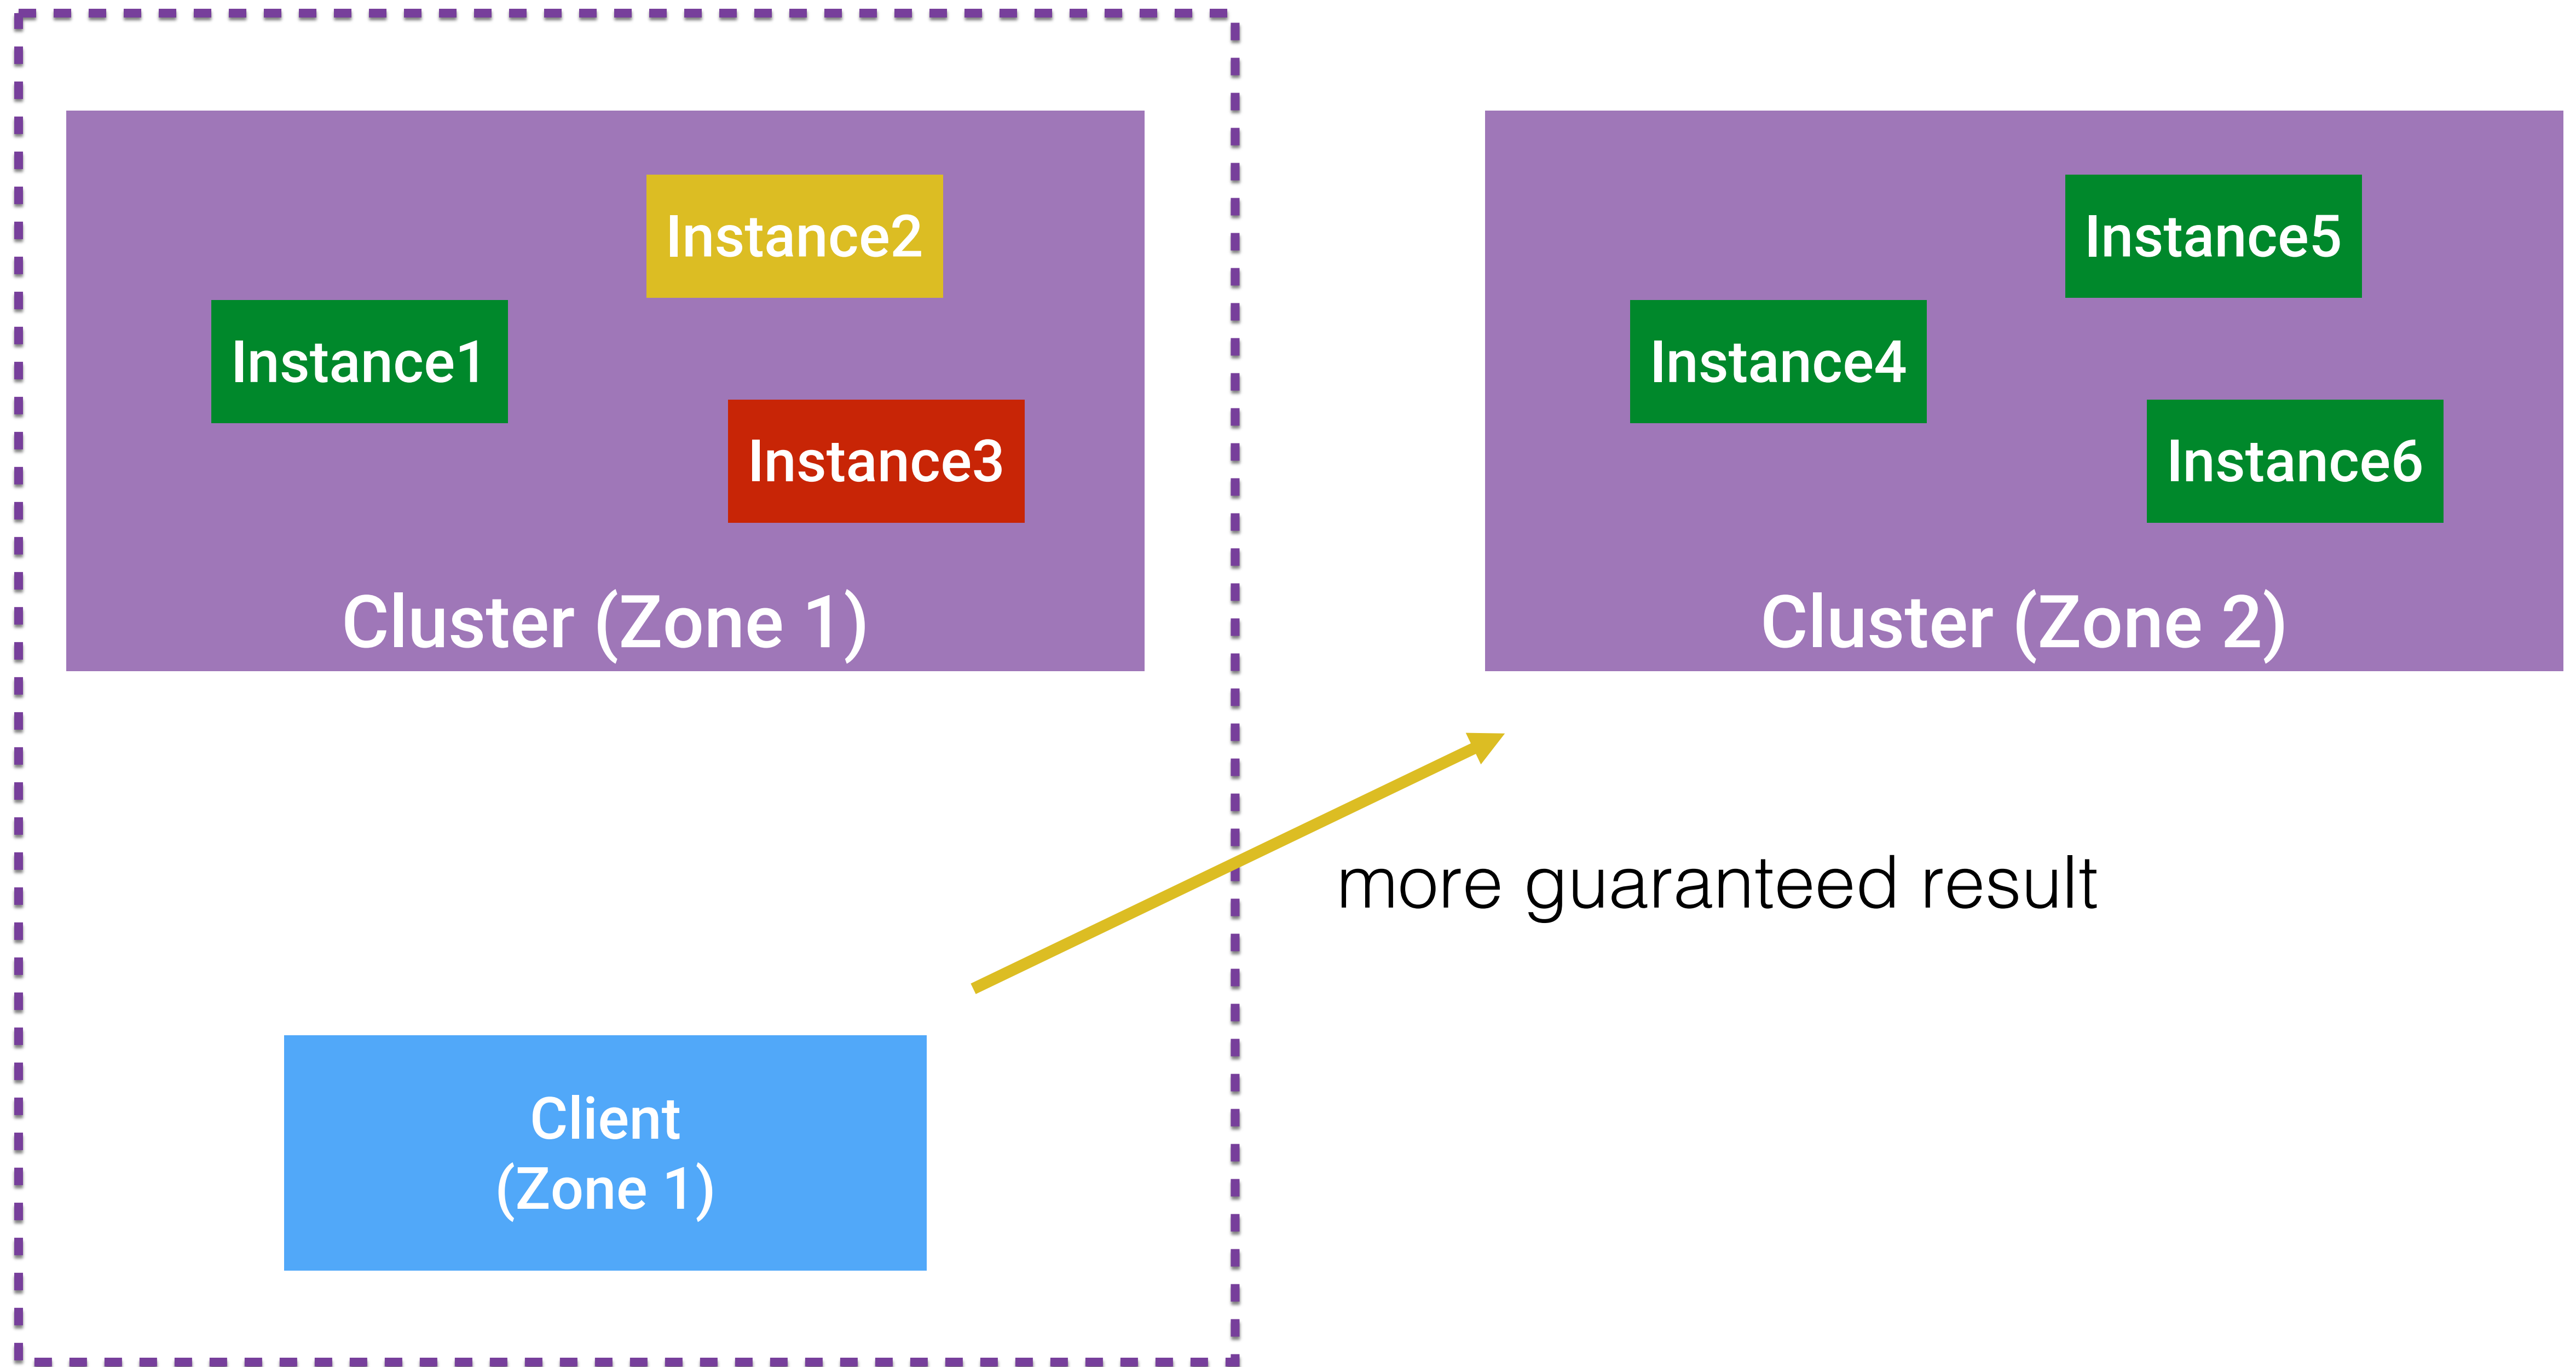 Instance2
Instance1
Instance3
Cluster (Zone 1)
Instance5
Instance4
Instance6
Cluster (Zone 2)
more guaranteed result
Client
(Zone 1)